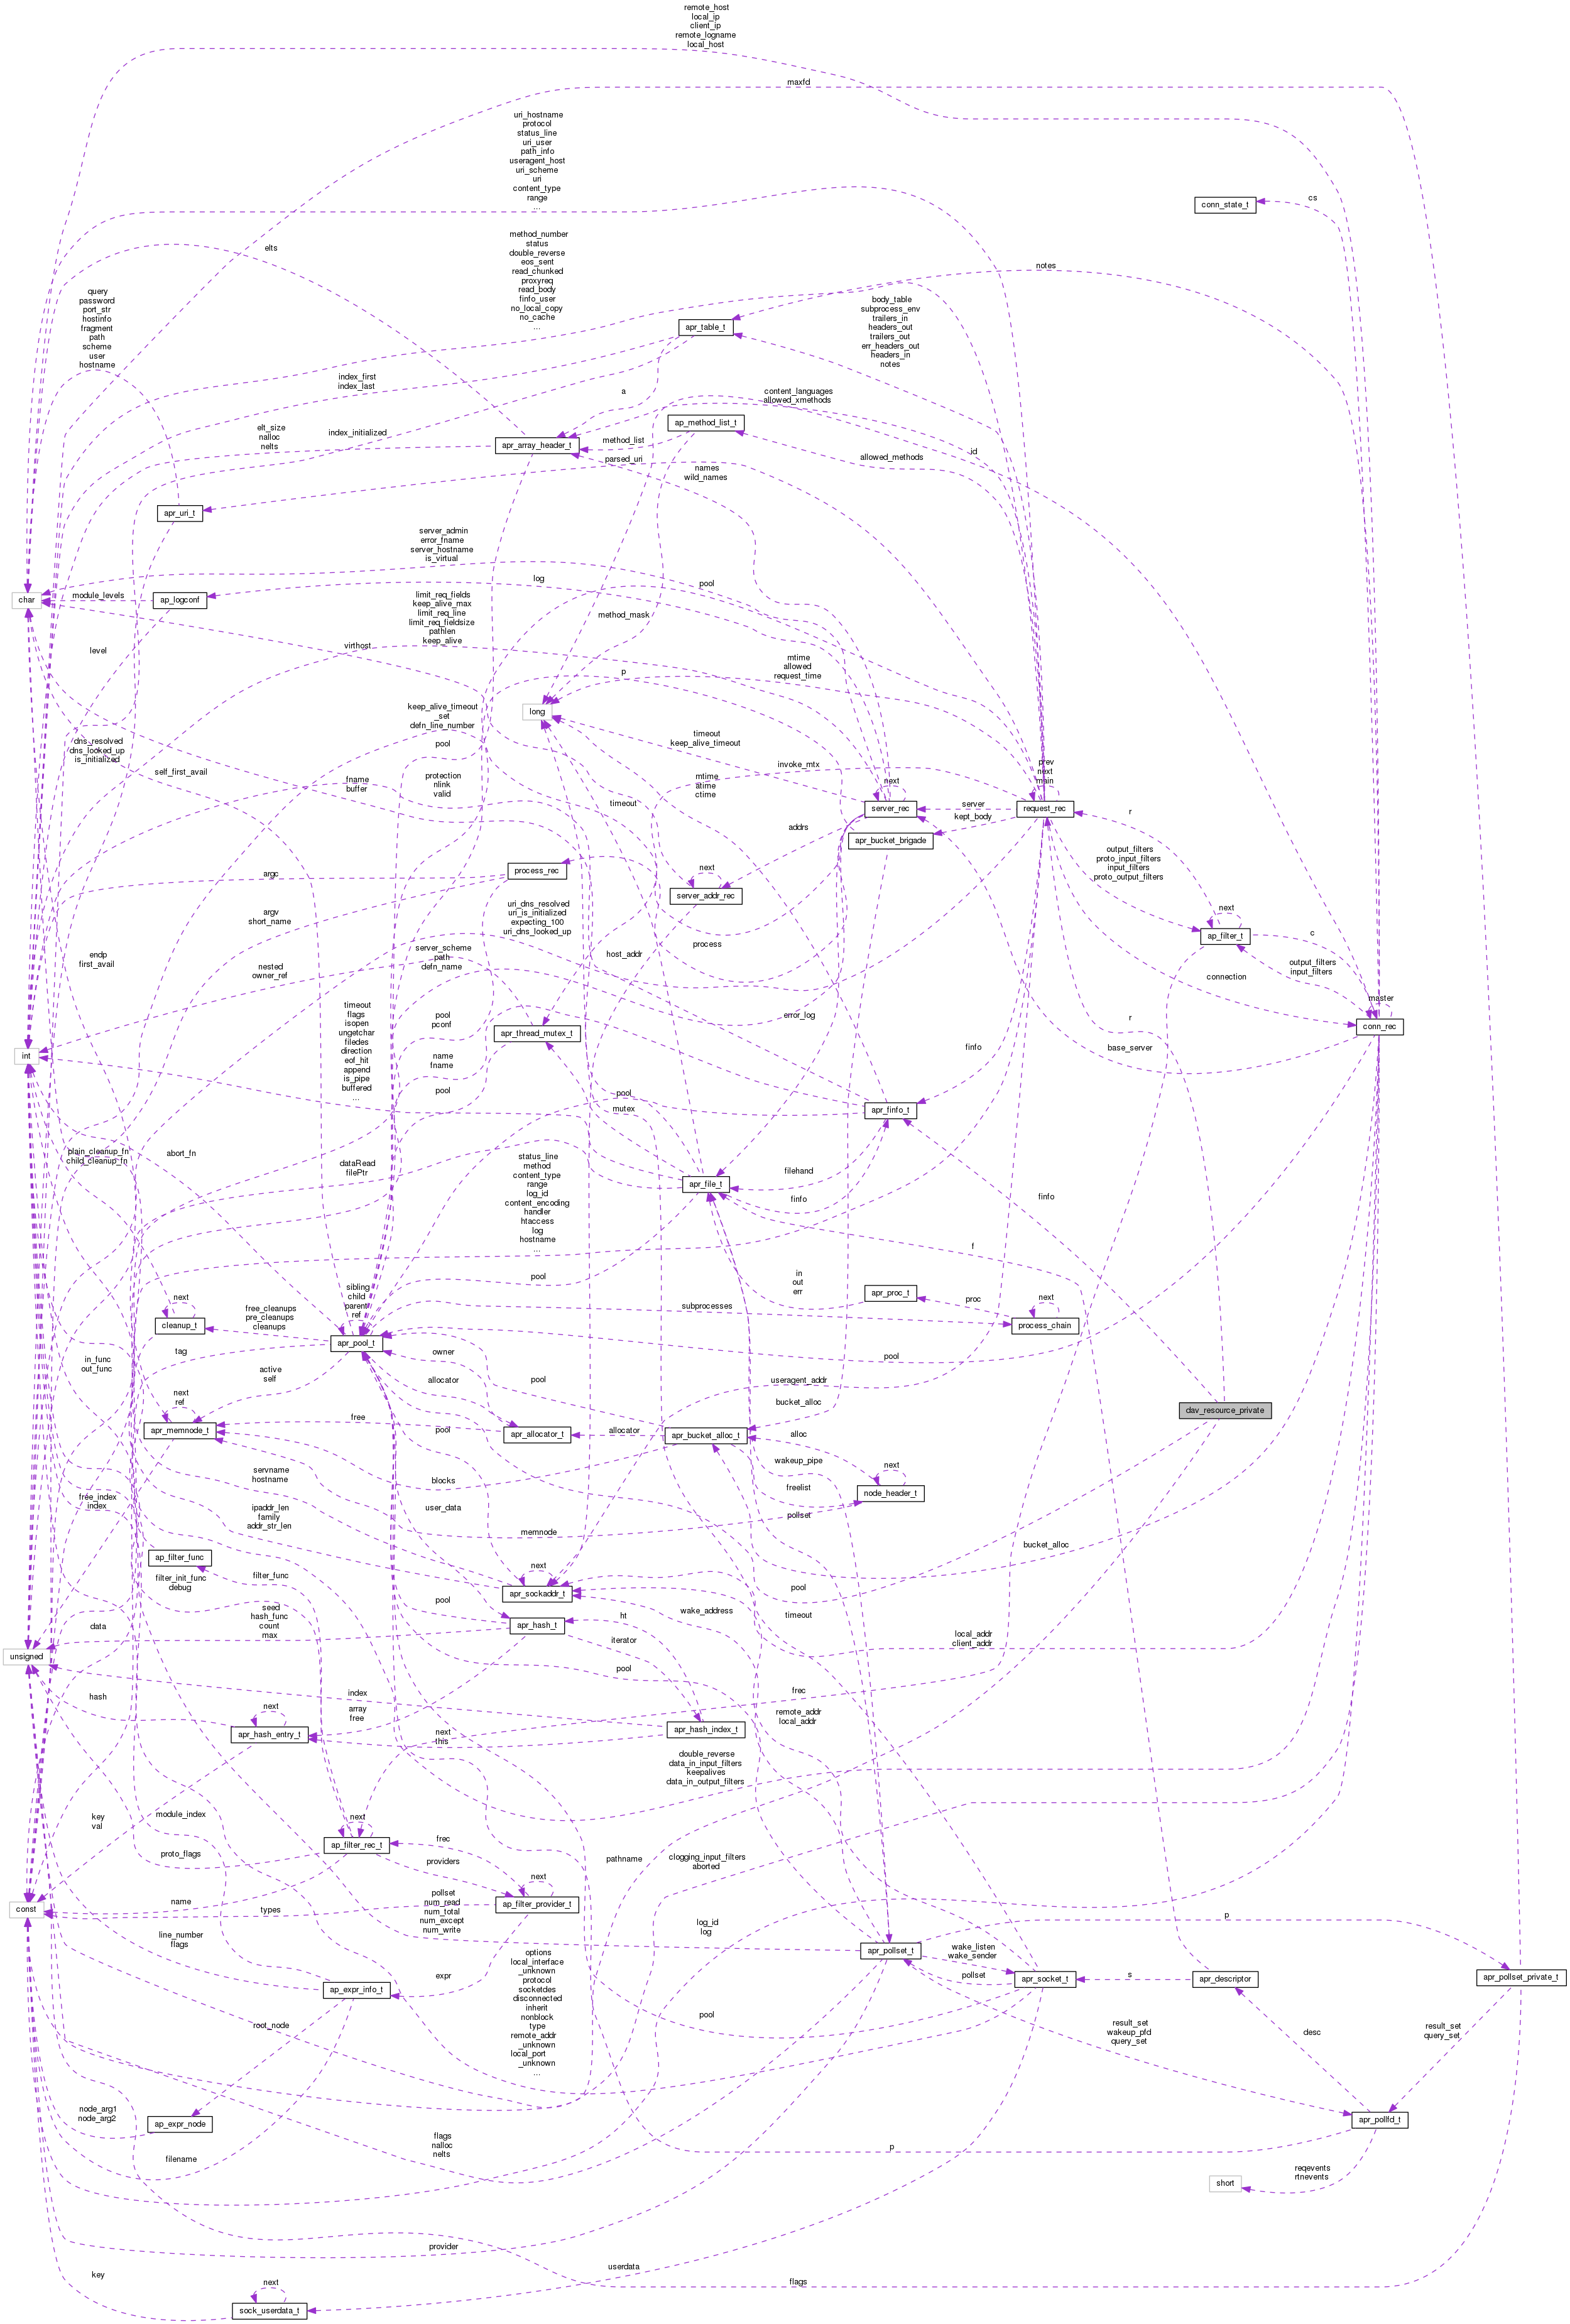 remote_host
local_ip
client_ip
remote_logname
local_host
maxfd
uri_hostname
protocol
status_line
uri_user
path_info
useragent_host
uri_scheme
uri
content_type
range
...
conn_state_t
cs
method_number
status
double_reverse
eos_sent
read_chunked
proxyreq
read_body
finfo_user
no_local_copy
no_cache
...
elts
notes
query
password
port_str
hostinfo
fragment
path
scheme
user
hostname
body_table
subprocess_env
trailers_in
headers_out
trailers_out
err_headers_out
headers_in
notes
apr_table_t
index_first
index_last
a
content_languages
allowed_xmethods
elt_size
nalloc
nelts
index_initialized
ap_method_list_t
apr_array_header_t
method_list
parsed_uri
allowed_methods
id
names
wild_names
apr_uri_t
server_admin
error_fname
server_hostname
is_virtual
log
pool
char
module_levels
ap_logconf
limit_req_fields
keep_alive_max
limit_req_line
limit_req_fieldsize
pathlen
keep_alive
method_mask
level
virthost
mtime
allowed
request_time
p
long
keep_alive_timeout
_set
defn_line_number
timeout
keep_alive_timeout
dns_resolved
dns_looked_up
is_initialized
pool
self_first_avail
fname
buffer
protection
nlink
valid
mtime
atime
ctime
invoke_mtx
next
prev
next
main
timeout
server_rec
server
request_rec
kept_body
r
addrs
apr_bucket_brigade
output_filters
proto_input_filters
input_filters
proto_output_filters
argc
process_rec
next
server_addr_rec
argv
short_name
uri_dns_resolved
uri_is_initialized
expecting_100
uri_dns_looked_up
next
ap_filter_t
c
process
host_addr
endp
first_avail
nested
owner_ref
server_scheme
path
defn_name
connection
output_filters
input_filters
master
timeout
flags
isopen
ungetchar
filedes
direction
eof_hit
append
is_pipe
buffered
...
pool
pconf
apr_thread_mutex_t
error_log
r
conn_rec
int
base_server
finfo
name
fname
pool
pool
mutex
apr_finfo_t
abort_fn
plain_cleanup_fn
child_cleanup_fn
dataRead
filePtr
status_line
method
content_type
range
log_id
content_encoding
handler
htaccess
log
hostname
...
filehand
apr_file_t
finfo
finfo
f
pool
in
out
err
apr_proc_t
sibling
child
parent
ref
next
cleanup_t
free_cleanups
pre_cleanups
cleanups
subprocesses
proc
next
process_chain
apr_pool_t
tag
owner
pool
in_func
out_func
active
self
allocator
pool
useragent_addr
next
ref
bucket_alloc
dav_resource_private
apr_memnode_t
free
apr_allocator_t
allocator
apr_bucket_alloc_t
alloc
pool
servname
hostname
blocks
wakeup_pipe
next
node_header_t
freelist
free_index
index
ipaddr_len
family
addr_str_len
user_data
memnode
pollset
ap_filter_func
filter_init_func
debug
filter_func
next
apr_sockaddr_t
bucket_alloc
pool
pool
seed
hash_func
count
max
wake_address
timeout
apr_hash_t
ht
data
local_addr
client_addr
unsigned
iterator
pool
hash
next
apr_hash_entry_t
index
array
free
frec
remote_addr
local_addr
apr_hash_index_t
next
this
double_reverse
data_in_input_filters
keepalives
data_in_output_filters
key
val
module_index
next
ap_filter_rec_t
frec
proto_flags
providers
pathname
clogging_input_filters
aborted
next
ap_filter_provider_t
name
types
const
pollset
num_read
num_total
num_except
num_write
log_id
log
p
line_number
flags
apr_pollset_t
wake_listen
wake_sender
pollset
apr_socket_t
s
apr_descriptor
apr_pollset_private_t
expr
ap_expr_info_t
options
local_interface
_unknown
protocol
socketdes
disconnected
inherit
nonblock
type
remote_addr
_unknown
local_port
_unknown
...
root_node
pool
result_set
wakeup_pfd
query_set
desc
result_set
query_set
node_arg1
node_arg2
ap_expr_node
apr_pollfd_t
filename
flags
nalloc
nelts
p
short
reqevents
rtnevents
provider
userdata
flags
key
next
sock_userdata_t